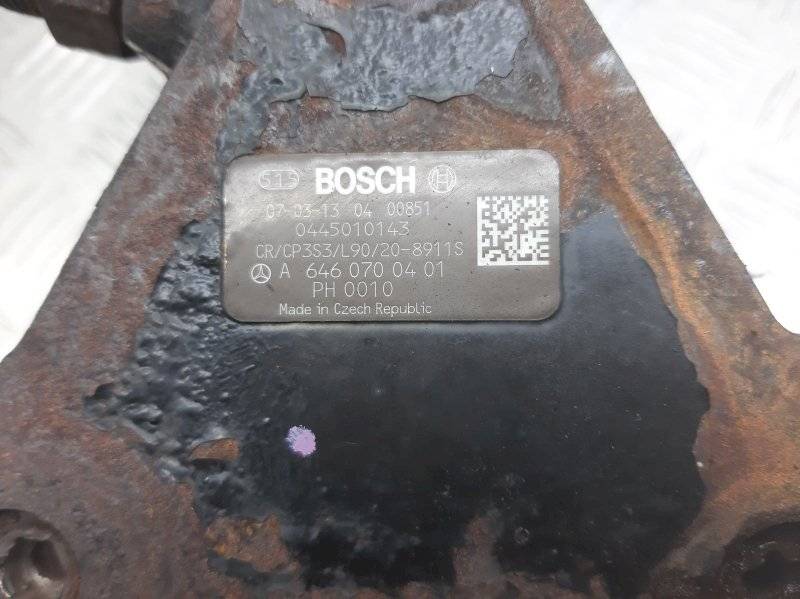 BOSCH
07-03-13 04 00851
0445010143
CR/CP3S3/L90/20-8911S
A 646 070 04 01
PH 0010
Made in Czech Republic